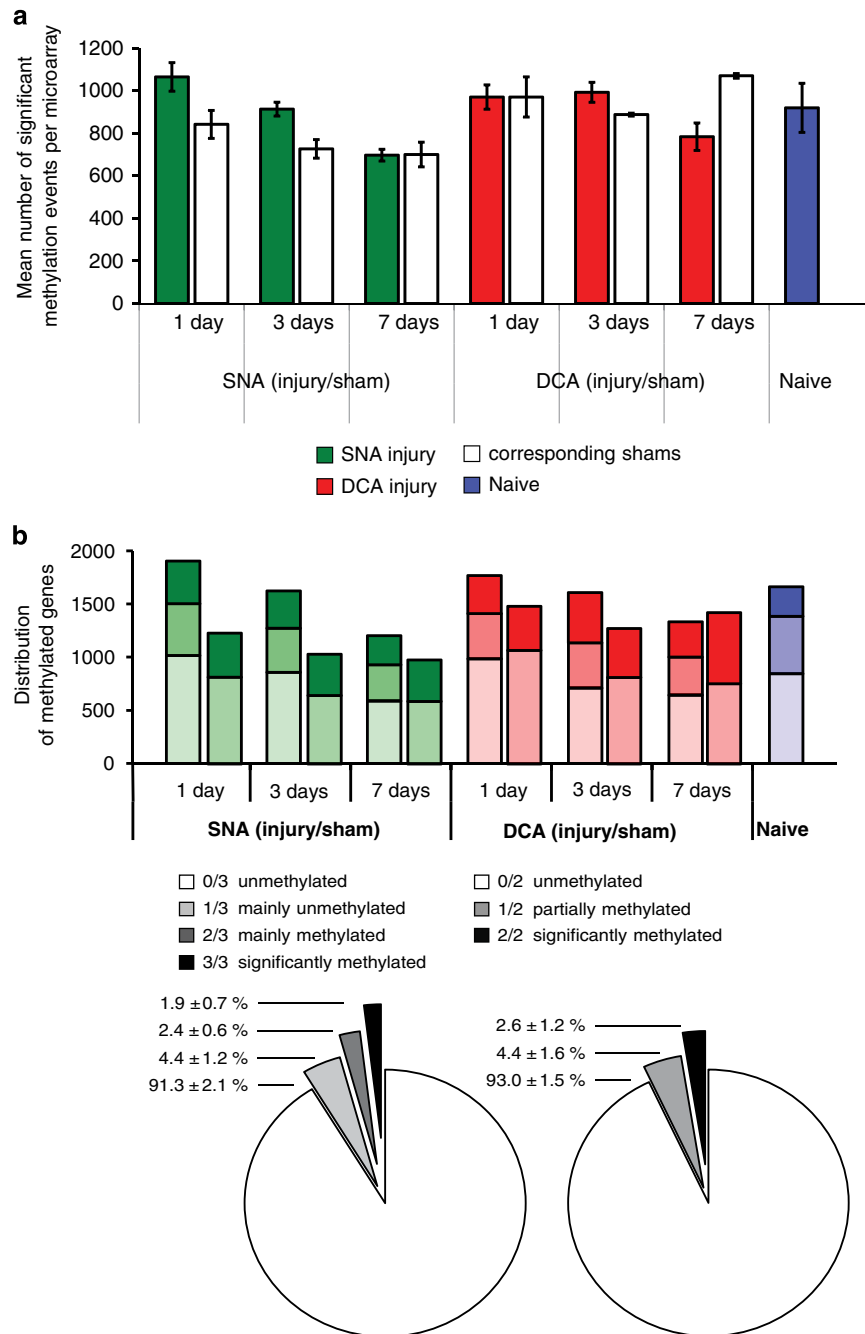 a
Mean number of significant
methylation events per microarray
1200
1000
800
600
400
200
0
1 day 3 days 7 days 1 day 3 days 7 days
SNA (injury/sham) DCA (injury/sham) Naive
SNA injury corresponding shams
DCA injury Naive
b
Distribution
of methylated genes
2000
1500
1000
500
0
1 day 3 days 7 days 1 day 3 days 7 days
SNA (injury/sham) DCA (injury/sham) Naive
0/3 unmethylated
1/3 mainly unmethylated
2/3 mainly methylated
3/3 significantly methylated
0/2 unmethylated
1/2 partially methylated
2/2 significantly methylated
1.9 ± 0.7 %
2.4 ± 0.6 %
4.4 ± 1.2 %
91.3 ± 2.1 %
2.6 ± 1.2 %
4.4 ± 1.6 %
93.0 ± 1.5 %